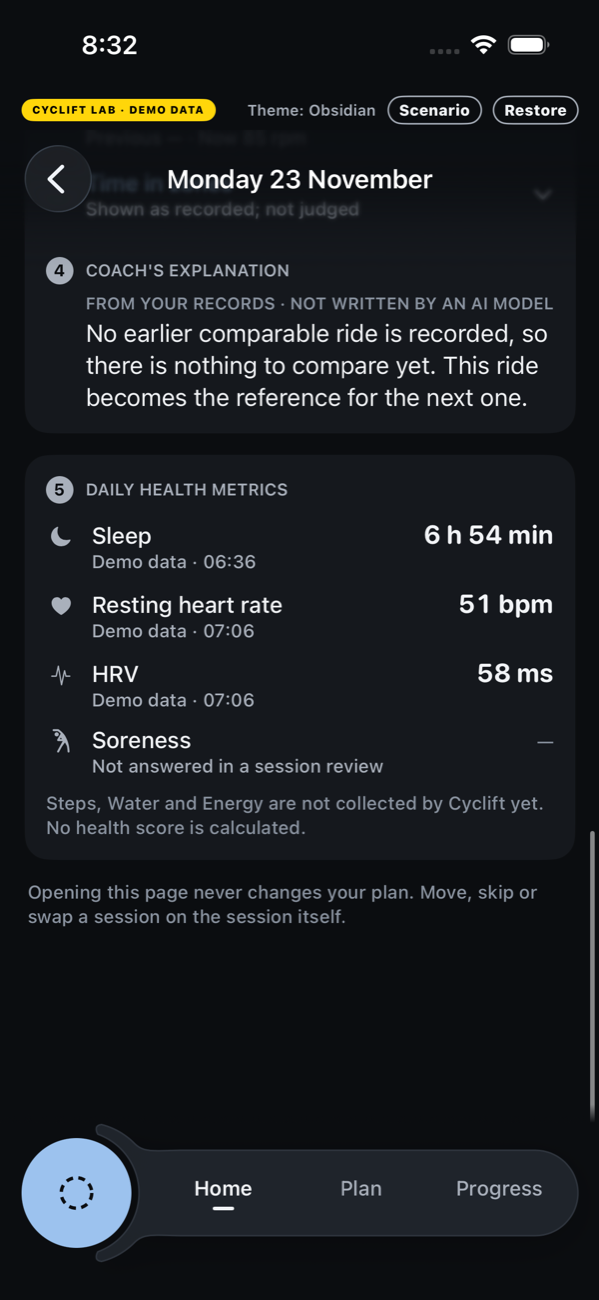 8:32
CYCLIFT LAB · DEMO DATA
Theme: Obsidian
Scenario
Restore
Monday 23 November
Time in
Shown as recorded; not judged
4 COACH'S EXPLANATION
FROM YOUR RECORDS · NOT WRITTEN BY AN AI MODEL
No earlier comparable ride is recorded, so
there is nothing to compare yet. This ride
becomes the reference for the next one.
5 DAILY HEALTH METRICS
Sleep 6 h 54 min
Demo data · 06:36
Resting heart rate 51 bpm
Demo data · 07:06
HRV 58 ms
Demo data · 07:06
Soreness —
Not answered in a session review
Steps, Water and Energy are not collected by Cyclift yet.
No health score is calculated.
Opening this page never changes your plan. Move, skip or
swap a session on the session itself.
Home Plan Progress